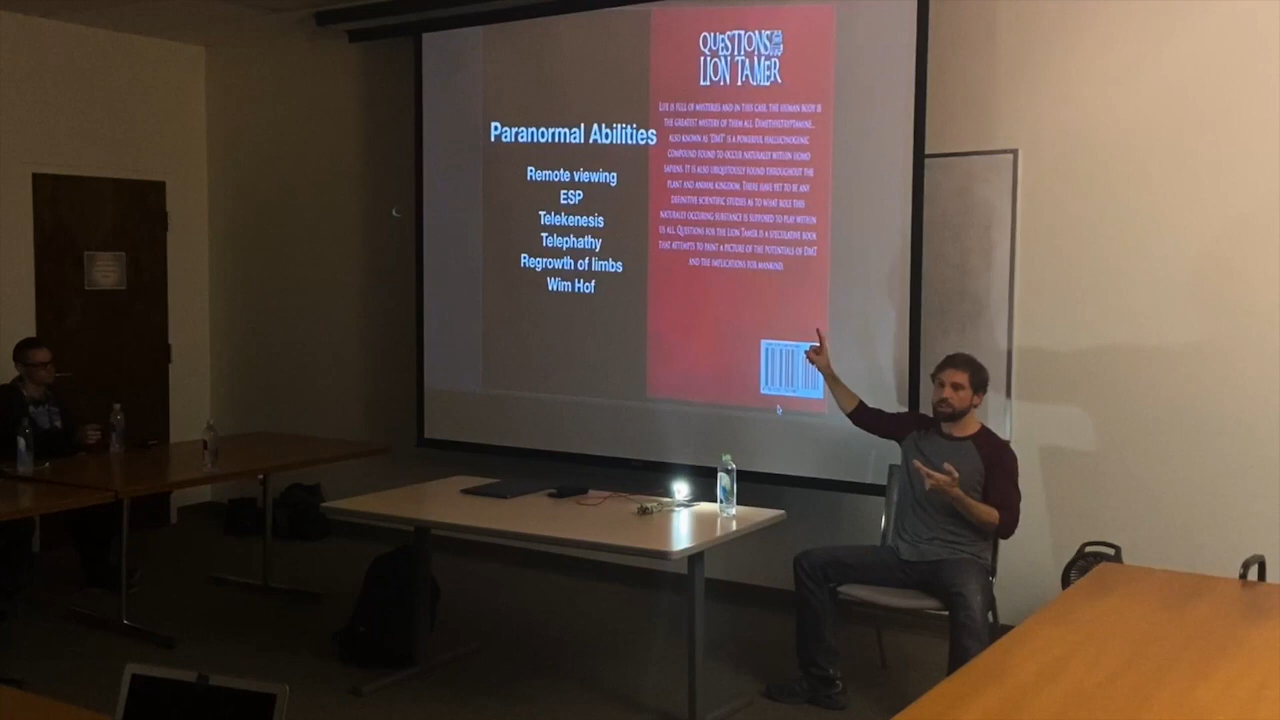 Paranormal Abilities
Remote viewing
ESP
Telekenesis
Telephathy
Regrowth of limbs
Wim Hof
QUESTIONS FOR THE
LION TAMER
LIFE IS FULL OF MYSTERIES AND IN THIS CASE, THE HUMAN BODY IS
THE GREATEST MYSTERY OF THEM ALL. DIMETHYLTRYPTAMINE...
ALSO KNOWN AS 'DMT' IS A POWERFUL HALLUCINOGENIC
COMPOUND FOUND TO OCCUR NATURALLY WITHIN HOMO
SAPIENS. IT IS ALSO UBIQUITOUSLY FOUND THROUGHOUT THE
PLANT AND ANIMAL KINGDOM. THERE HAVE YET TO BE ANY
DEFINITIVE SCIENTIFIC STUDIES AS TO WHAT ROLE THIS
NATURALLY OCCURING SUBSTANCE IS SUPPOSED TO PLAY WITHIN
US ALL. QUESTIONS FOR THE LION TAMER IS A SPECULATIVE BOOK
THAT ATTEMPTS TO PAINT A PICTURE OF THE POTENTIALS OF DMT
AND THE IMPLICATIONS FOR MANKIND.